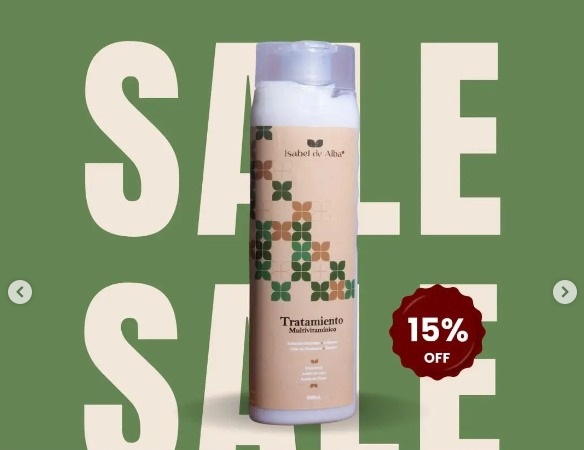 SALE
Isabel de Alba®
Tratamiento
Multivitamínico
15%
OFF
SALE